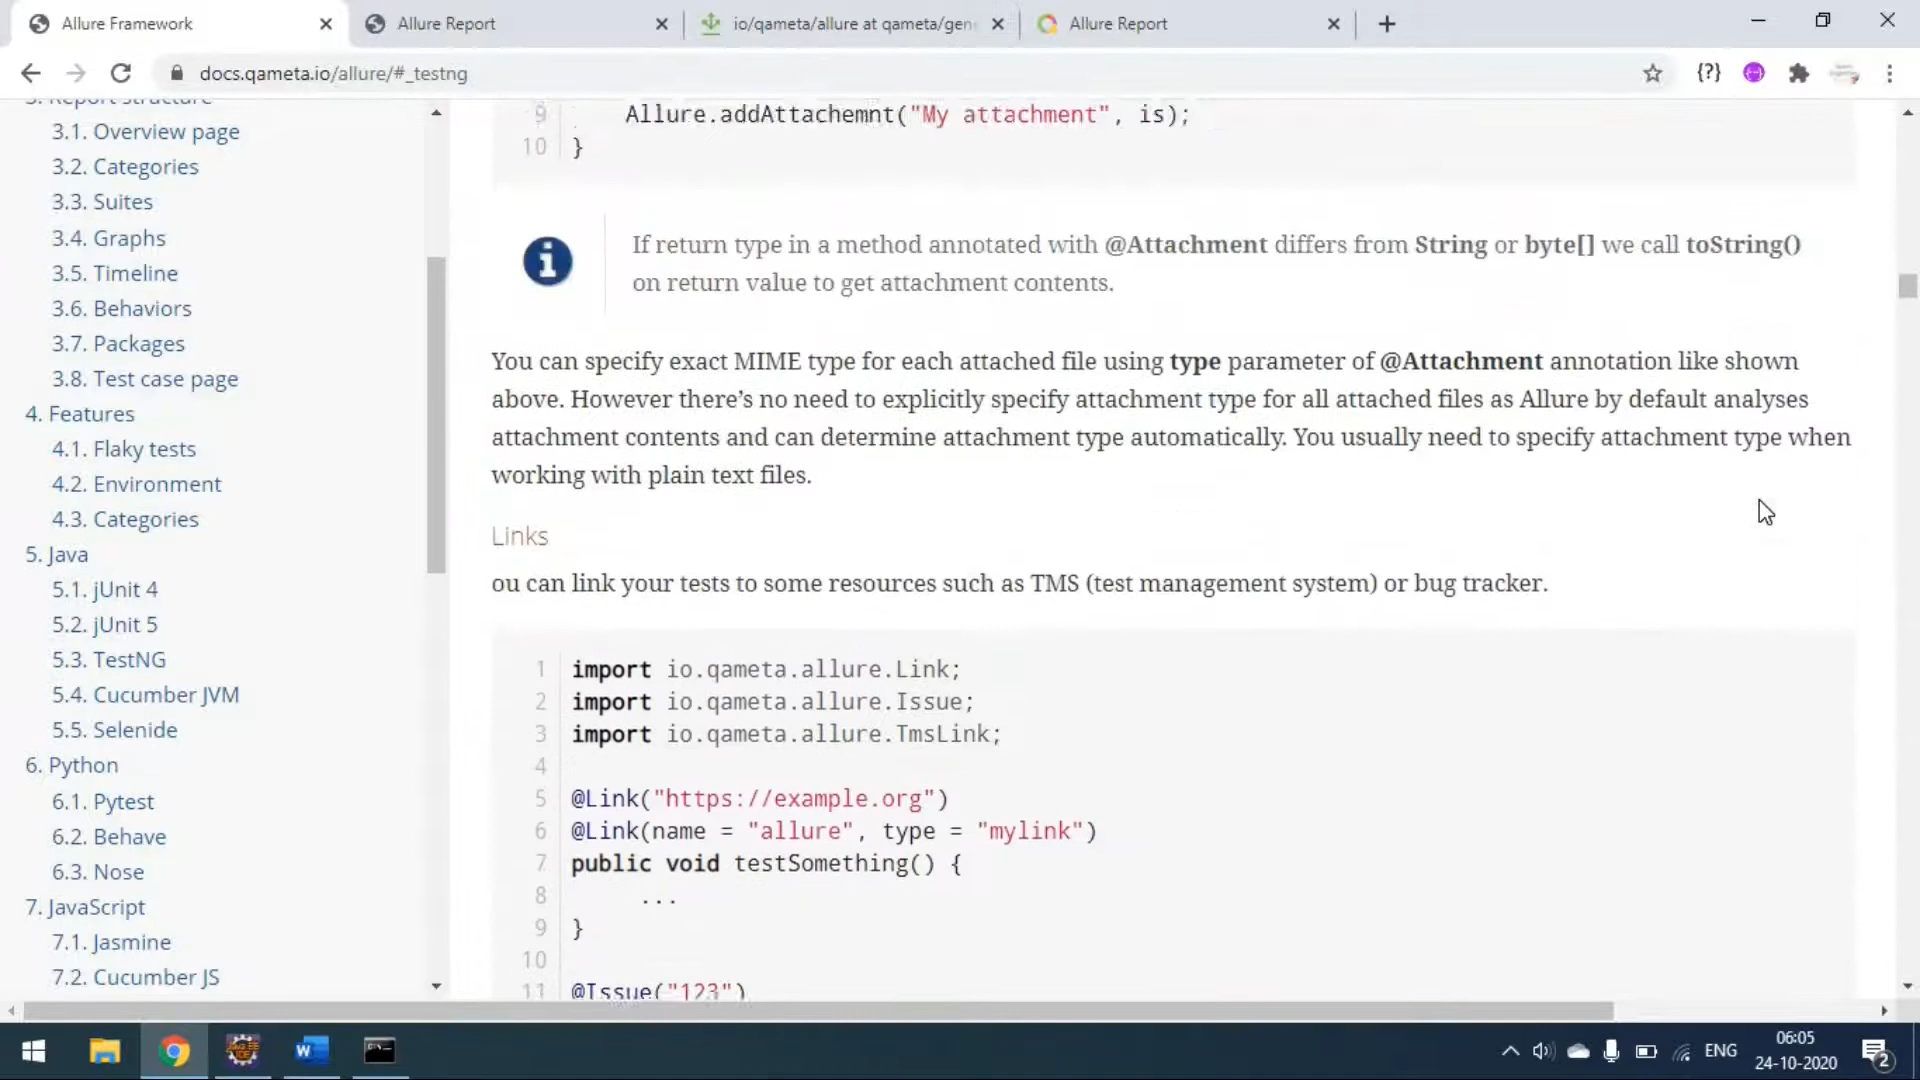 Allure Framework
Allure Report
io/qameta/allure at qameta/gen
Allure Report
docs.qameta.io/allure/#_testng
3. Report structure
3.1. Overview page
3.2. Categories
3.3. Suites
3.4. Graphs
3.5. Timeline
3.6. Behaviors
3.7. Packages
3.8. Test case page
4. Features
4.1. Flaky tests
4.2. Environment
4.3. Categories
5. Java
5.1. jUnit 4
5.2. jUnit 5
5.3. TestNG
5.4. Cucumber JVM
5.5. Selenide
6. Python
6.1. Pytest
6.2. Behave
6.3. Nose
7. JavaScript
7.1. Jasmine
7.2. Cucumber JS
9 Allure.addAttachemnt("My attachment", is);
10 }
If return type in a method annotated with @Attachment differs from String or byte[] we call toString()
on return value to get attachment contents.
You can specify exact MIME type for each attached file using type parameter of @Attachment annotation like shown
above. However there’s no need to explicitly specify attachment type for all attached files as Allure by default analyses
attachment contents and can determine attachment type automatically. You usually need to specify attachment type when
working with plain text files.
Links
ou can link your tests to some resources such as TMS (test management system) or bug tracker.
1 import io.qameta.allure.Link;
2 import io.qameta.allure.Issue;
3 import io.qameta.allure.TmsLink;
4
5 @Link("https://example.org")
6 @Link(name = "allure", type = "mylink")
7 public void testSomething() {
8 ...
9 }
10
11 @Issue("123")
ENG
06:05
24-10-2020
2